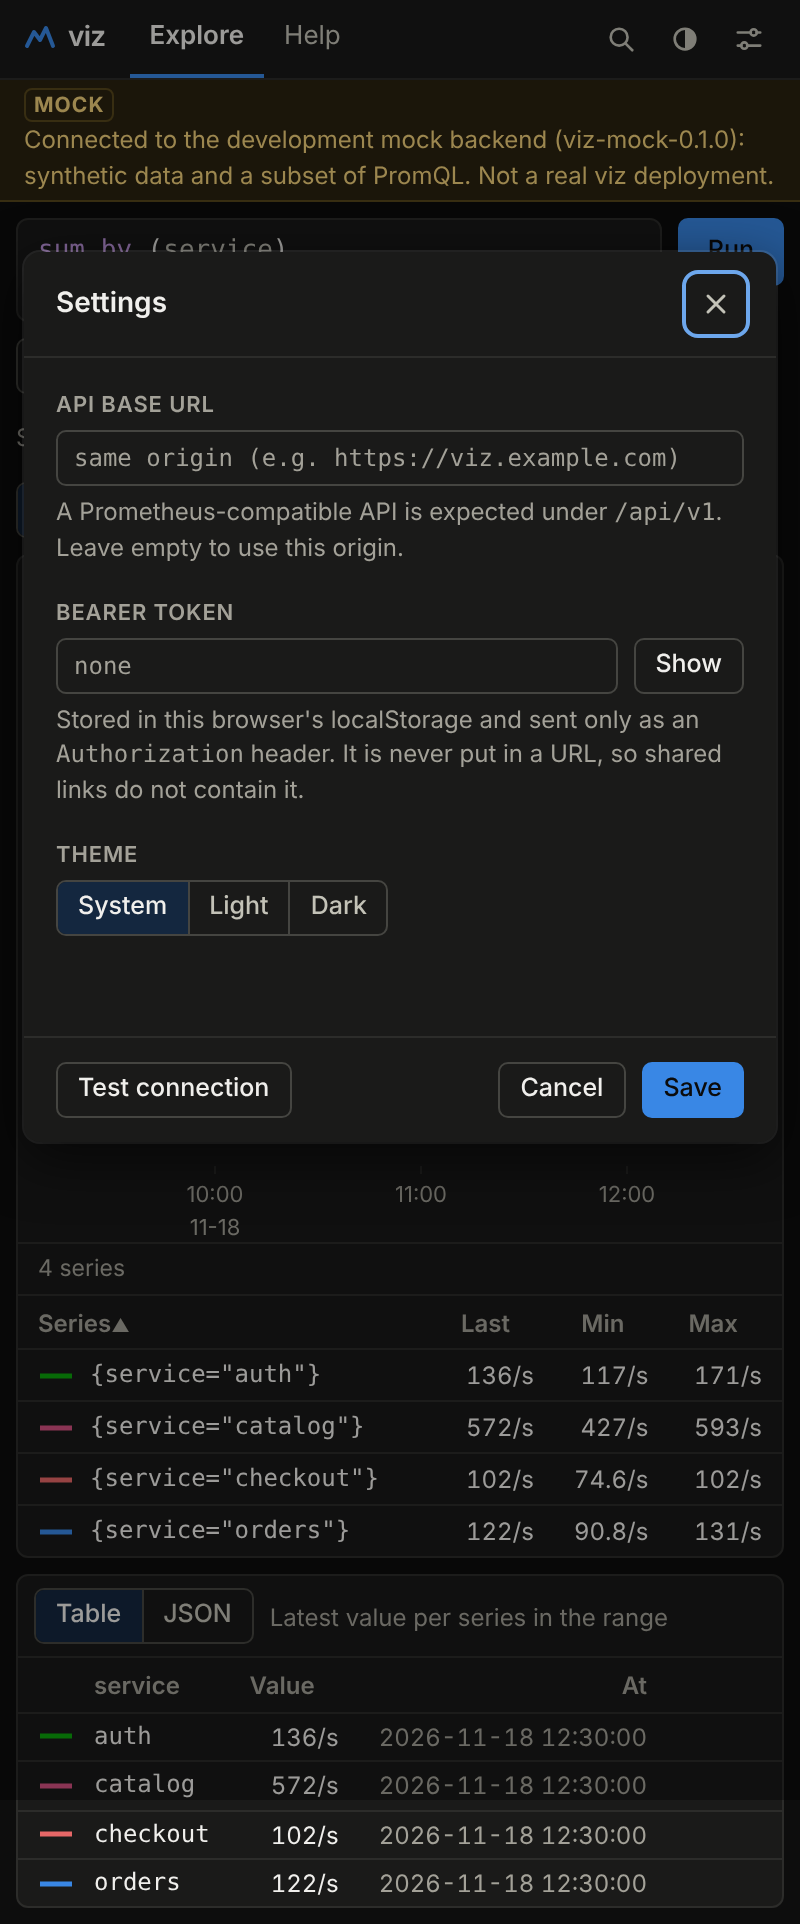 viz
Explore
Help
MOCK
Connected to the development mock backend (viz-mock-0.1.0):
synthetic data and a subset of PromQL. Not a real viz deployment.
sum by (service)
Run
Settings
API BASE URL
same origin (e.g. https://viz.example.com)
A Prometheus-compatible API is expected under /api/v1.
Leave empty to use this origin.
BEARER TOKEN
none
Show
Stored in this browser's localStorage and sent only as an
Authorization header. It is never put in a URL, so shared
links do not contain it.
THEME
System
Light
Dark
Test connection
Cancel
Save
10:00
11:00
12:00
11-18
4 series
Series▲ Last Min Max
{service="auth"} 136/s 117/s 171/s
{service="catalog"} 572/s 427/s 593/s
{service="checkout"} 102/s 74.6/s 102/s
{service="orders"} 122/s 90.8/s 131/s
Table
JSON
Latest value per series in the range
service Value At
auth 136/s 2026-11-18 12:30:00
catalog 572/s 2026-11-18 12:30:00
checkout 102/s 2026-11-18 12:30:00
orders 122/s 2026-11-18 12:30:00